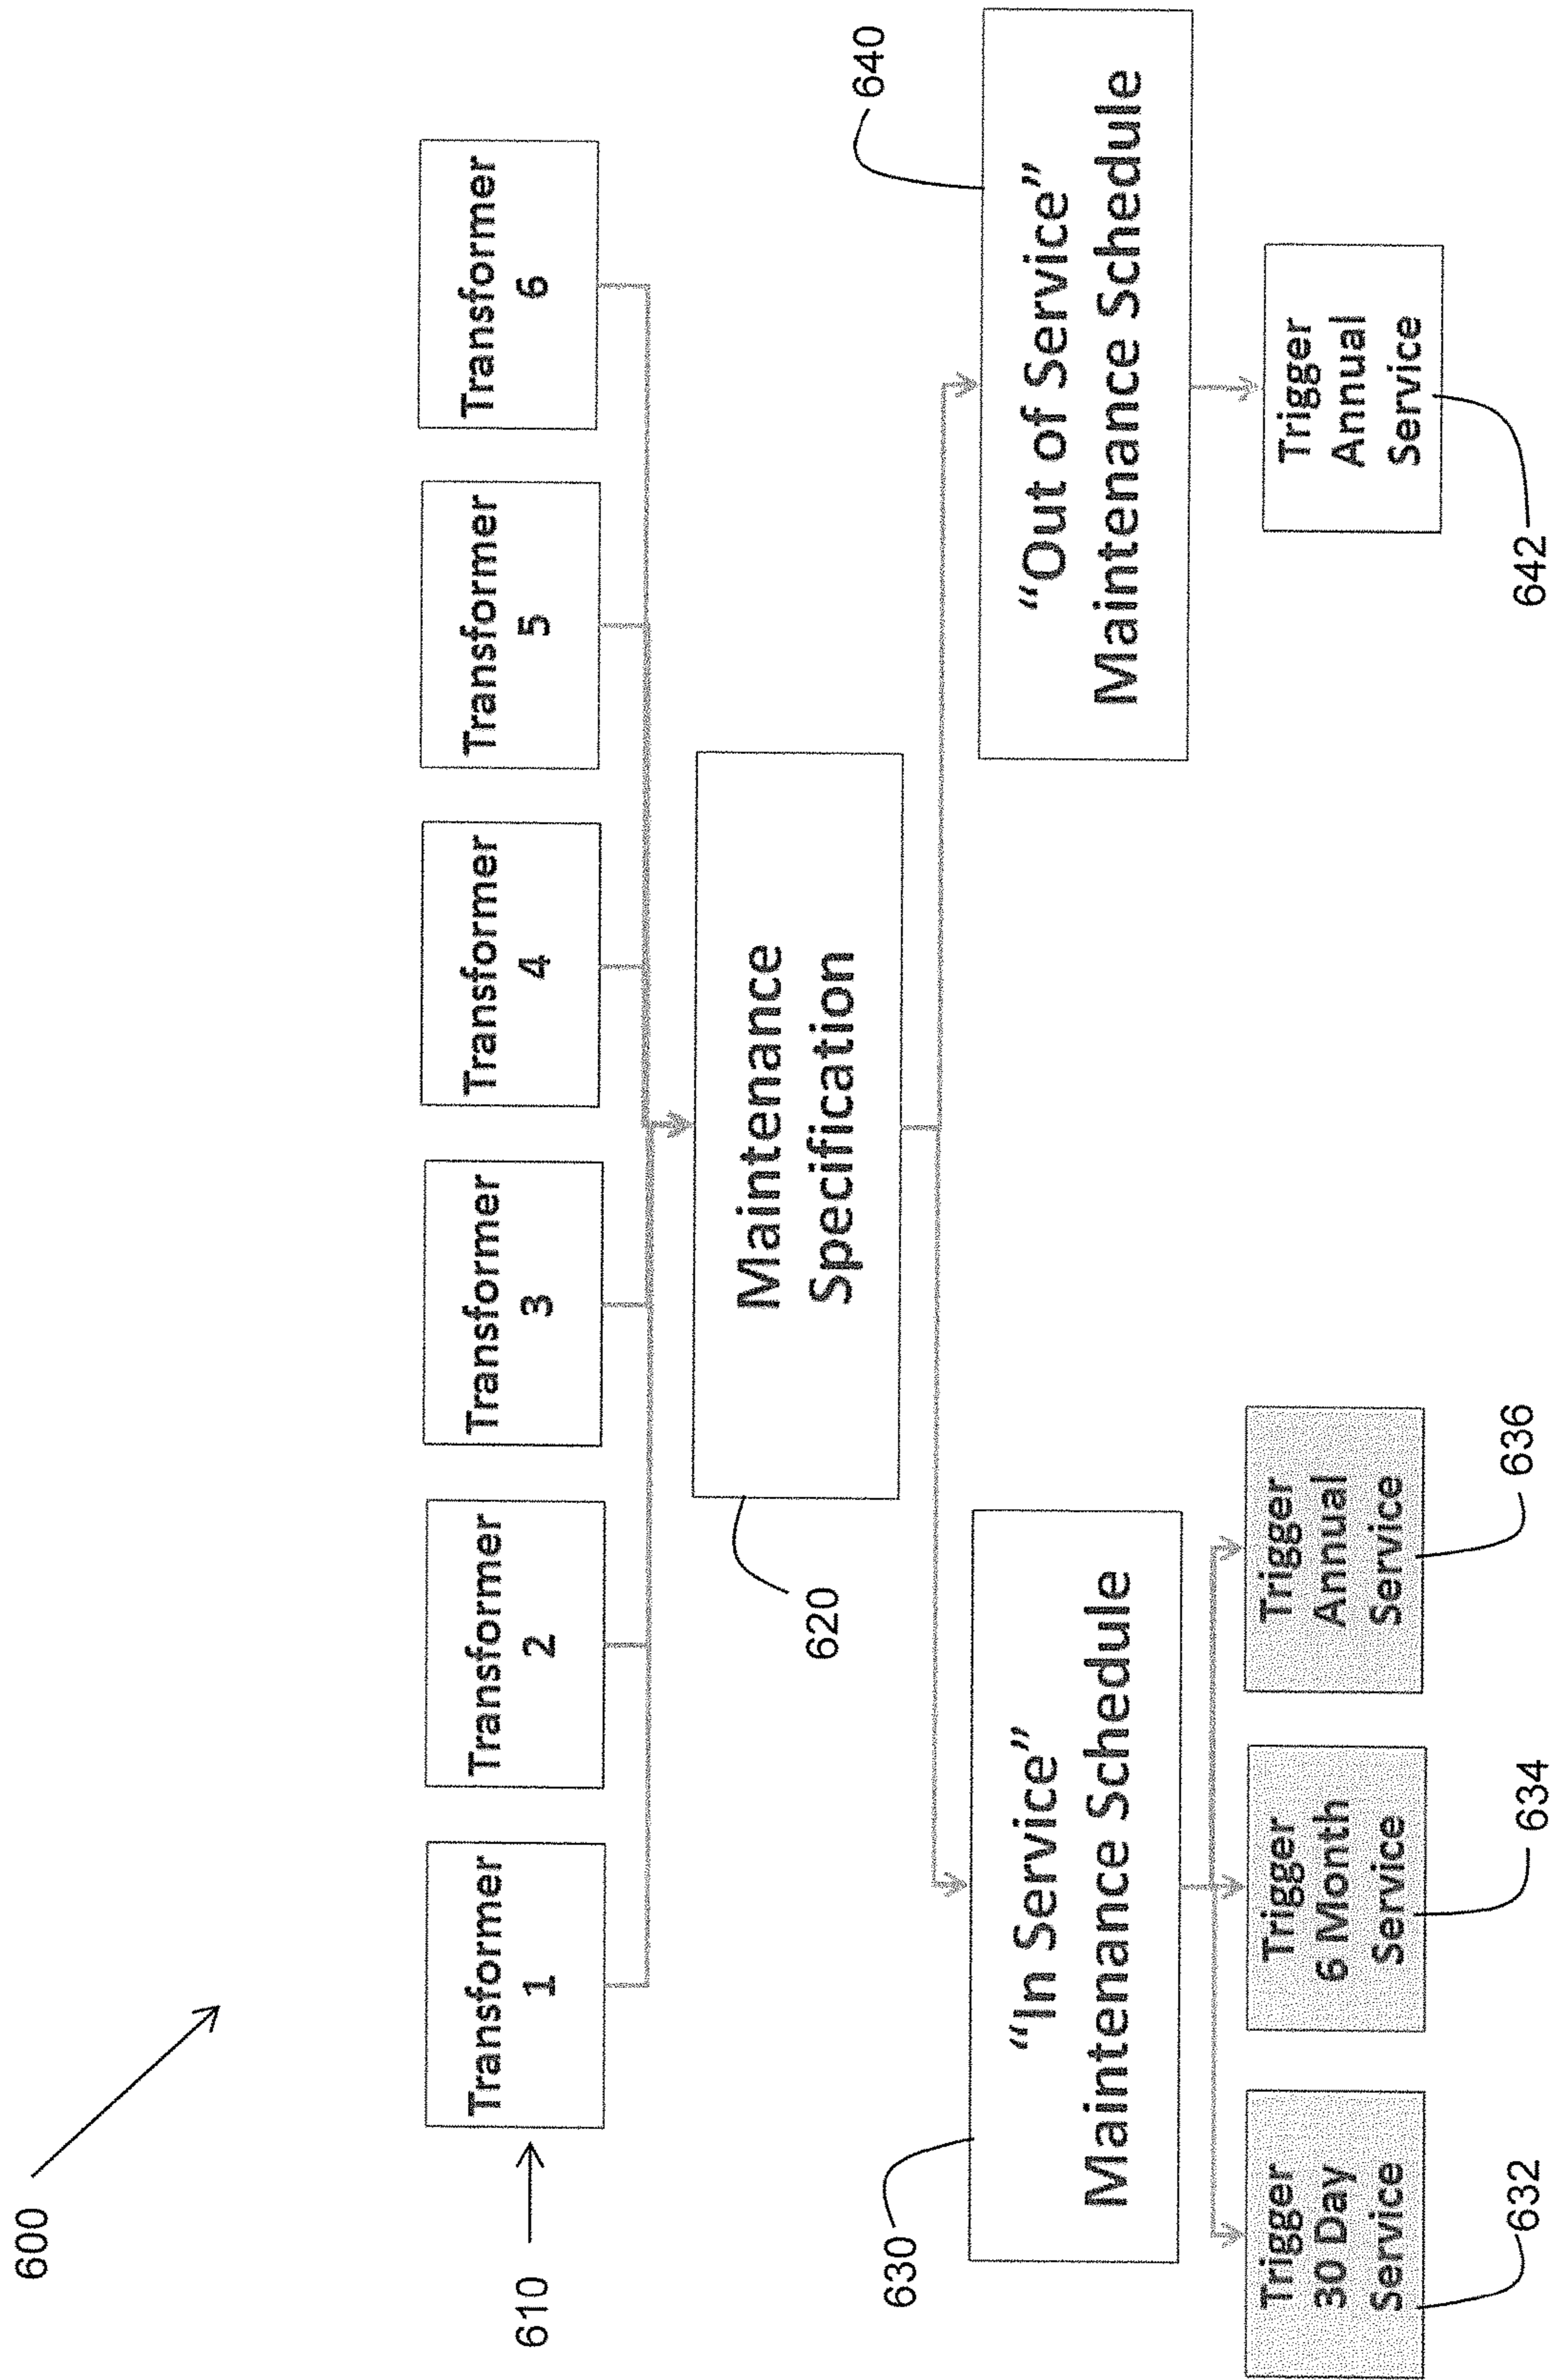 600
610
Transformer
1
Transformer
2
Transformer
3
Transformer
4
Transformer
5
Transformer
6
Maintenance
Specification
620
630
"In Service"
Maintenance Schedule
640
“Out of Service”
Maintenance Schedule
Trigger
30 Day
Service
632
Trigger
6 Month
Service
634
Trigger
Annual
Service
636
Trigger
Annual
Service
642